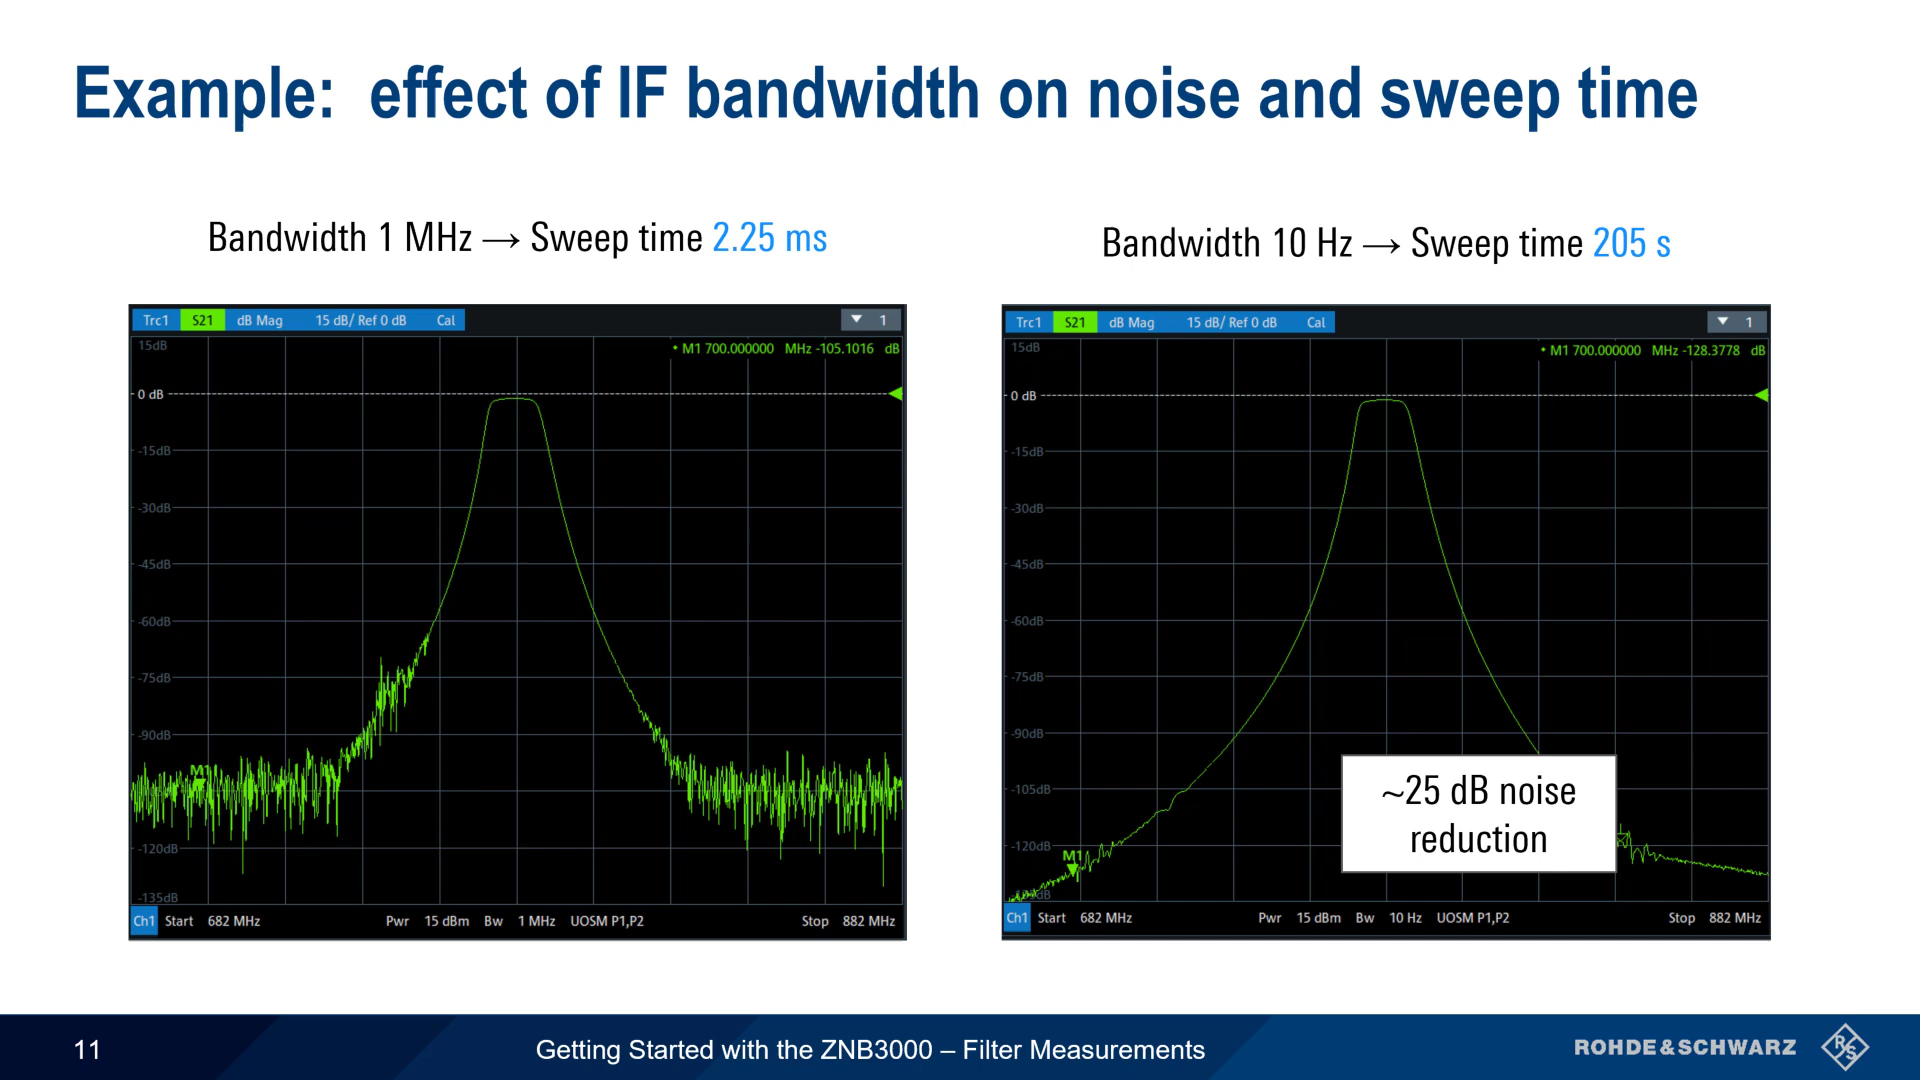 Example: effect of IF bandwidth on noise and sweep time
Bandwidth 1 MHz → Sweep time 2.25 ms
Bandwidth 10 Hz → Sweep time 205 s
Trc1 S21 dB Mag 15 dB/ Ref 0 dB Cal 1
15dB
• M1 700.000000 MHz -105.1016 dB
0 dB
-15dB
-30dB
-45dB
-60dB
-75dB
-90dB
M1
-120dB
-135dB
Ch1 Start 682 MHz Pwr 15 dBm Bw 1 MHz UOSM P1,P2 Stop 882 MHz
Trc1 S21 dB Mag 15 dB/ Ref 0 dB Cal 1
15dB
• M1 700.000000 MHz -128.3778 dB
0 dB
-15dB
-30dB
-45dB
-60dB
-75dB
-90dB
-105dB
-120dB
M1
~25 dB noise
reduction
Ch1 Start 682 MHz Pwr 15 dBm Bw 10 Hz UOSM P1,P2 Stop 882 MHz
11
Getting Started with the ZNB3000 – Filter Measurements
ROHDE&SCHWARZ
R S